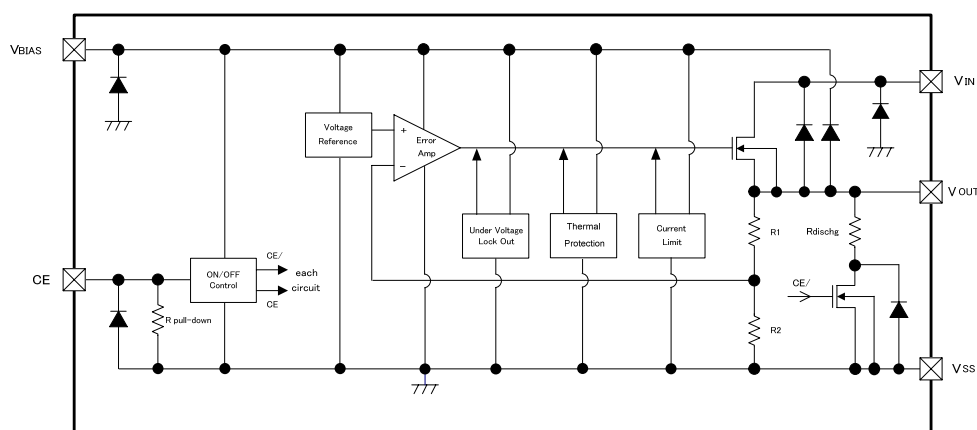 VBIAS
VIN
Voltage
Reference
+
−
Error
Amp
VOUT
Under Voltage
Lock Out
Thermal
Protection
Current
Limit
R1
Rdischg
CE
ON/OFF
Control
CE/
each
circuit
CE
CE/
R pull-down
R2
VSS